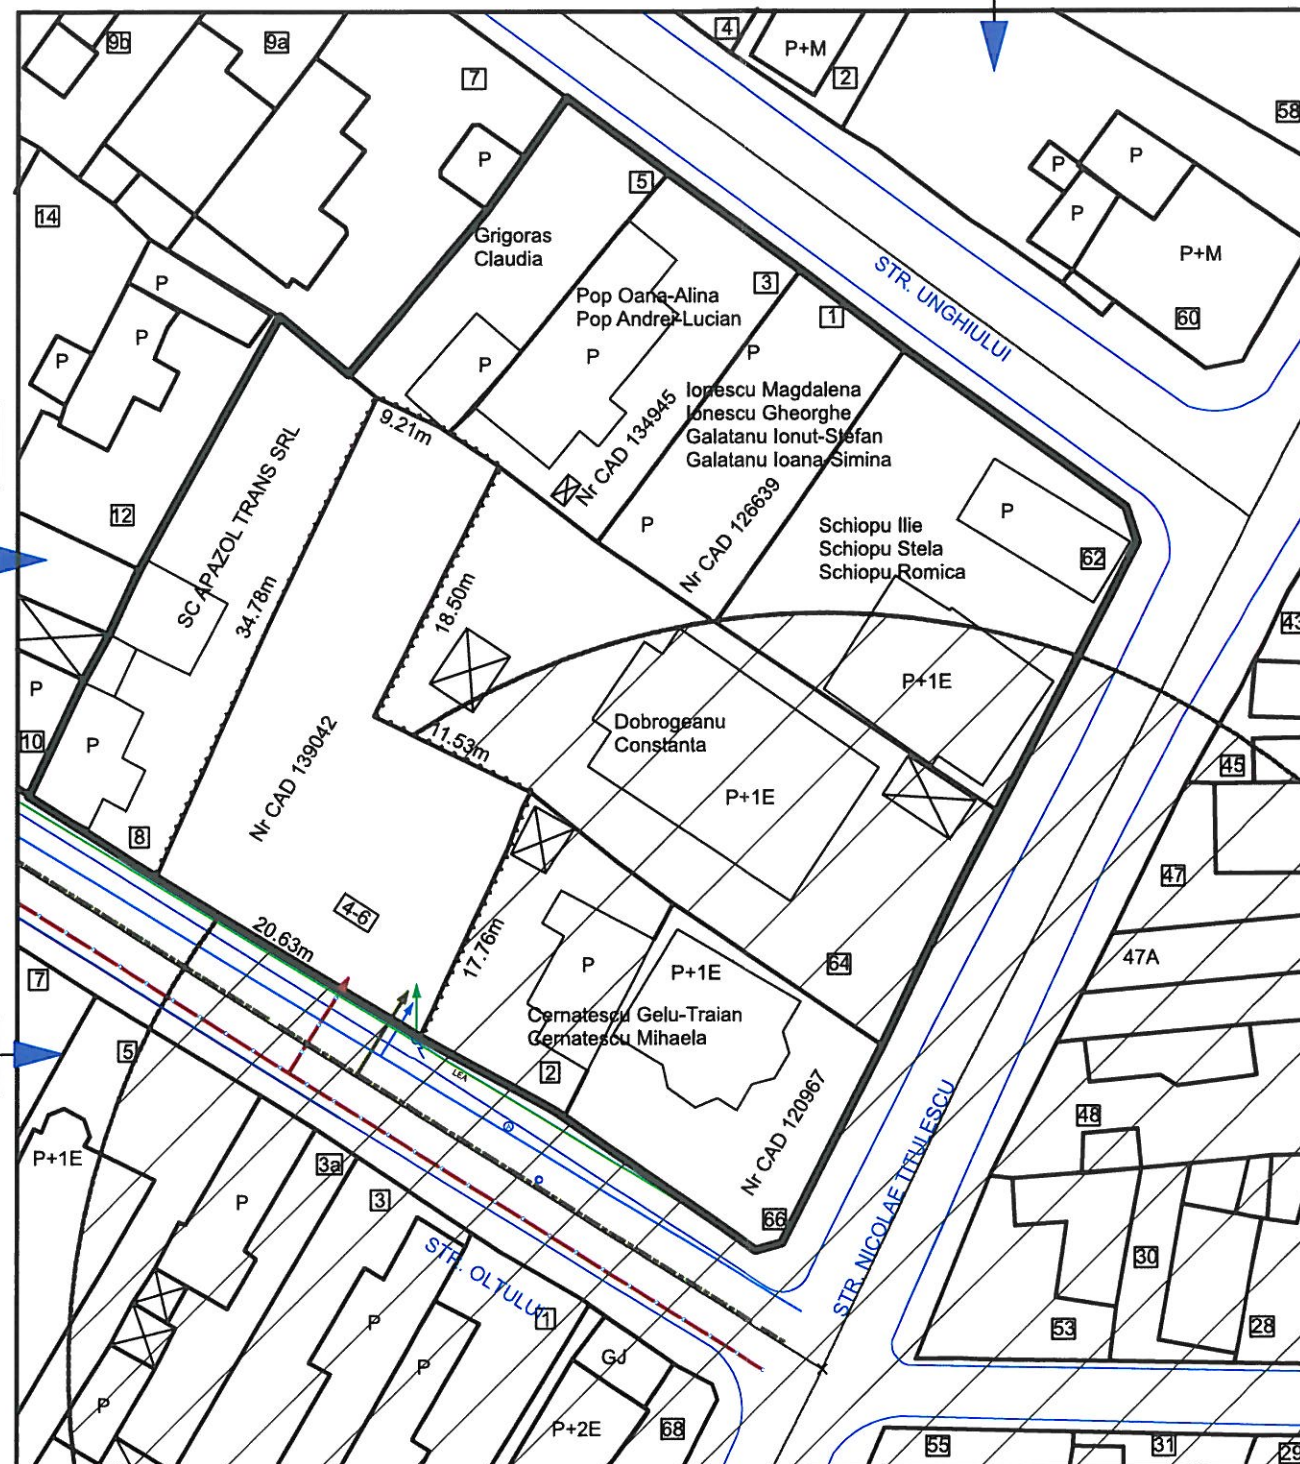 4
9b
9a
P+M
7
2
58
P
P
P
5
P
14
Grigoras
Claudia
P+M
STR. UNGHIULUI
P
3
Pop Oana-Alina
Pop Andrei-Lucian
1
60
P
P
P
P
P
Ionescu Magdalena
Ionescu Gheorghe
Galatanu Ionut-Stefan
Galatanu Ioana-Simina
9.21m
Nr CAD 134945
SC APAZOL TRANS SRL
12
P
P
Nr CAD 126639
Schiopu Ilie
Schiopu Stela
Schiopu Romica
62
34.78m
18.50m
43
P
P+1E
Dobrogeanu
Constanta
10
P
11.53m
Nr CAD 139042
45
P+1E
8
47
4-6
20.63m
17.76m
P
P+1E
64
47A
7
Cernatescu Gelu-Traian
Cernatescu Mihaela
5
2
LEA
Nr CAD 120967
48
STR. NICOLAE TITULESCU
P+1E
3a
3
P
66
STR. OLTULUI
30
1
P
53
28
P
GJ
P
P+2E
68
55
31
29